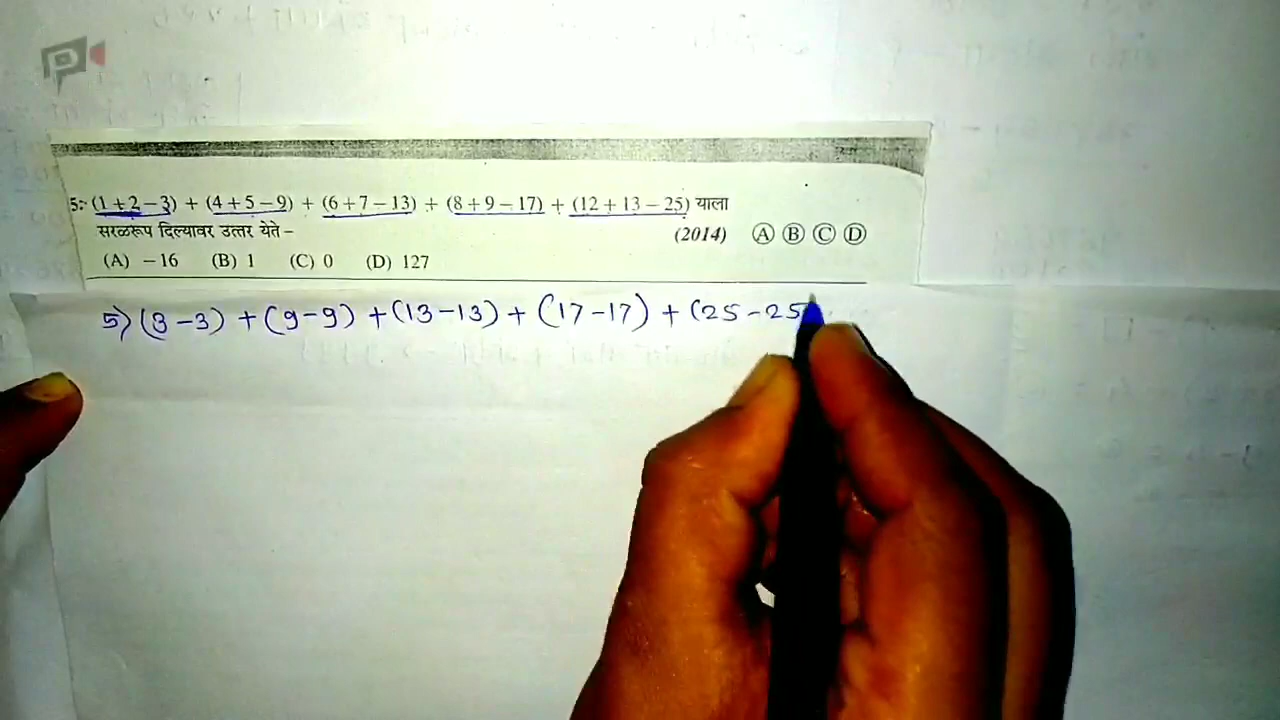 5:- (1 + 2 – 3) + (4 + 5 – 9) + (6 + 7 – 13) + (8 + 9 – 17) + (12 + 13 – 25) याला
सरळरूप दिल्यावर उत्तर येते – (2014) Ⓐ Ⓑ Ⓒ Ⓓ
(A) – 16 (B) 1 (C) 0 (D) 127
5) (3 – 3) + (9 – 9) + (13 – 13) + (17 – 17) + (25 – 25